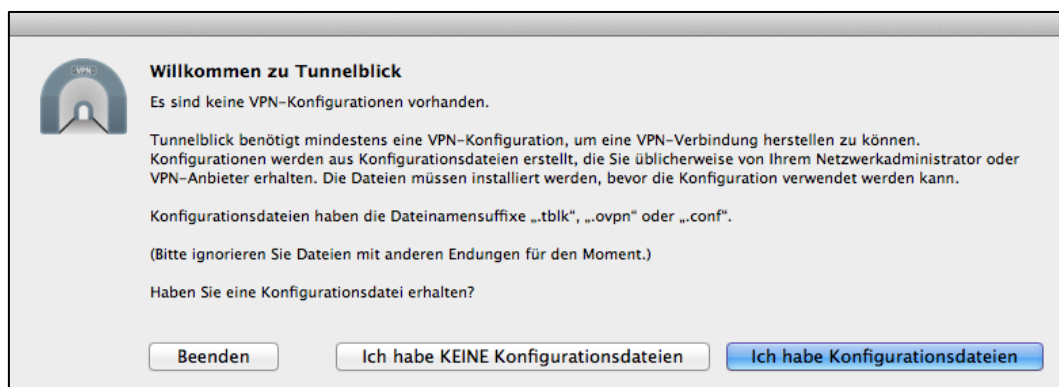 VPN
Willkommen zu Tunnelblick
Es sind keine VPN-Konfigurationen vorhanden.
Tunnelblick benötigt mindestens eine VPN-Konfiguration, um eine VPN-Verbindung herstellen zu können.
Konfigurationen werden aus Konfigurationsdateien erstellt, die Sie üblicherweise von Ihrem Netzwerkadministrator oder
VPN-Anbieter erhalten. Die Dateien müssen installiert werden, bevor die Konfiguration verwendet werden kann.
Konfigurationsdateien haben die Dateinamensuffixe „.tblk“, „.ovpn“ oder „.conf“.
(Bitte ignorieren Sie Dateien mit anderen Endungen für den Moment.)
Haben Sie eine Konfigurationsdatei erhalten?
Beenden
Ich habe KEINE Konfigurationsdateien
Ich habe Konfigurationsdateien